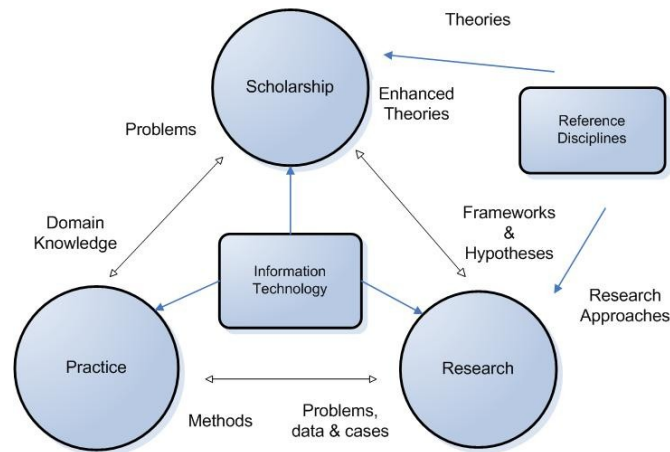 Theories
Scholarship
Enhanced
Theories
Reference
Disciplines
Problems
Domain
Knowledge
Frameworks
&
Hypotheses
Information
Technology
Research
Approaches
Practice
Research
Methods
Problems,
data & cases